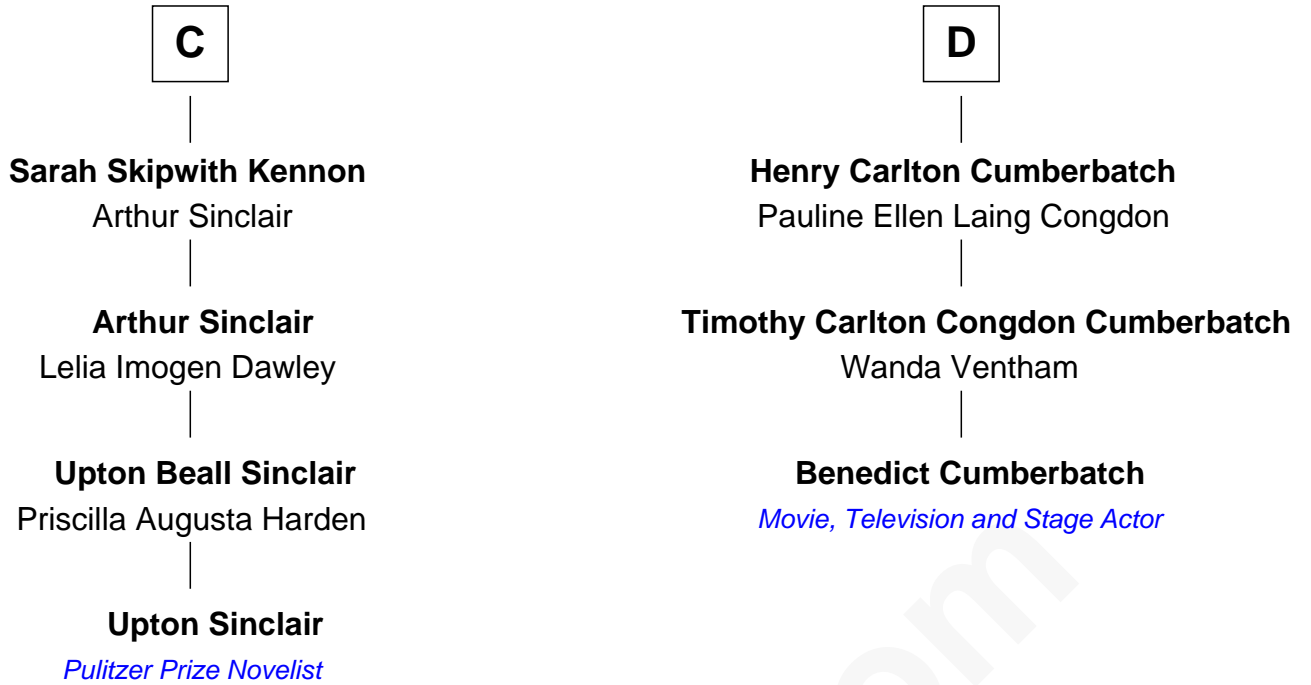 C
Sarah Skipwith Kennon
Arthur Sinclair
Arthur Sinclair
Lelia Imogen Dawley
Upton Beall Sinclair
Priscilla Augusta Harden
Upton Sinclair
Pulitzer Prize Novelist
D
Henry Carlton Cumberbatch
Pauline Ellen Laing Congdon
Timothy Carlton Congdon Cumberbatch
Wanda Ventham
Benedict Cumberbatch
Movie, Television and Stage Actor
om